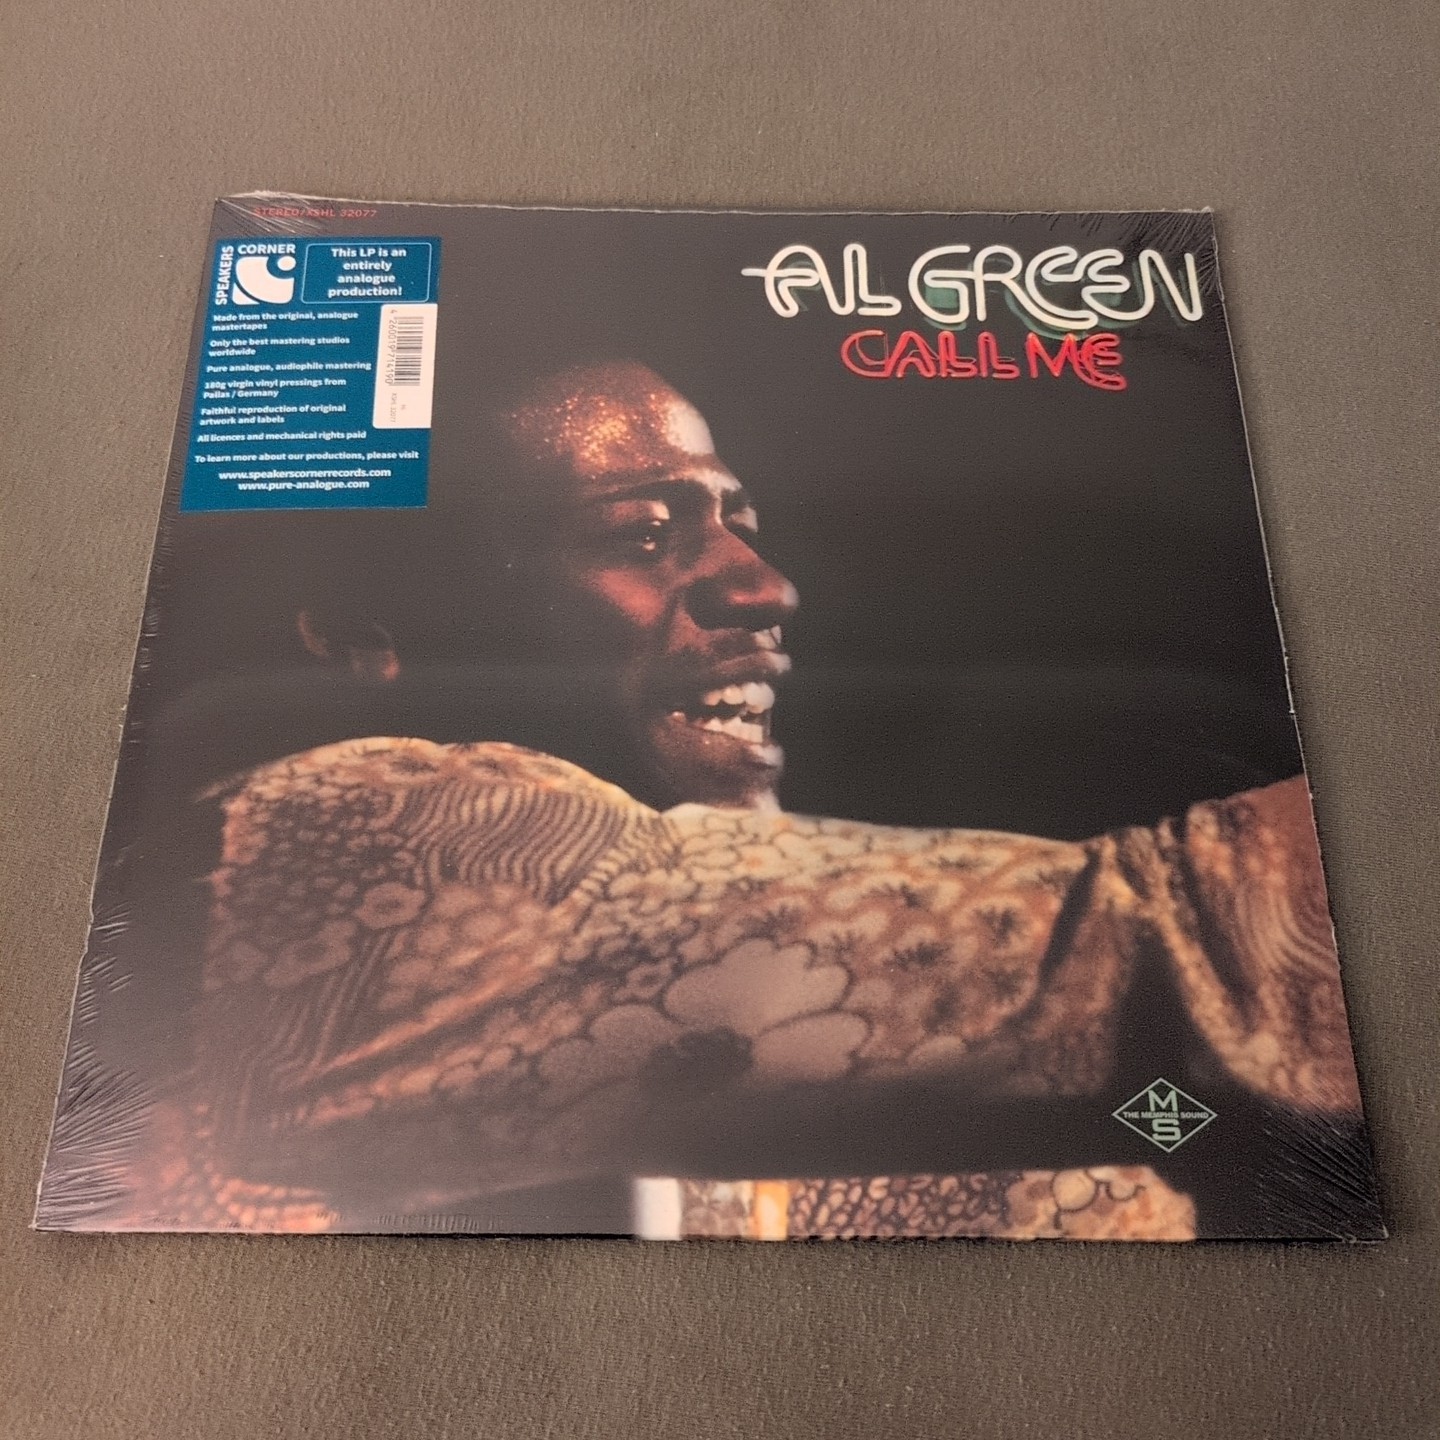 STEREO/XSHL 32077
SPEAKERS
CORNER
This LP is an
entirely
analogue
production!
Made from the original, analogue
mastertapes
Only the best mastering studios
worldwide
Pure analogue, audiophile mastering
180g virgin vinyl pressings from
Pallas / Germany
Faithful reproduction of original
artwork and labels
All licences and mechanical rights paid
To learn more about our productions, please visit
www.speakerscornerrecords.com
www.pure-analogue.com
AL GREEN
CALL ME
M
THE MEMPHIS SOUND
S